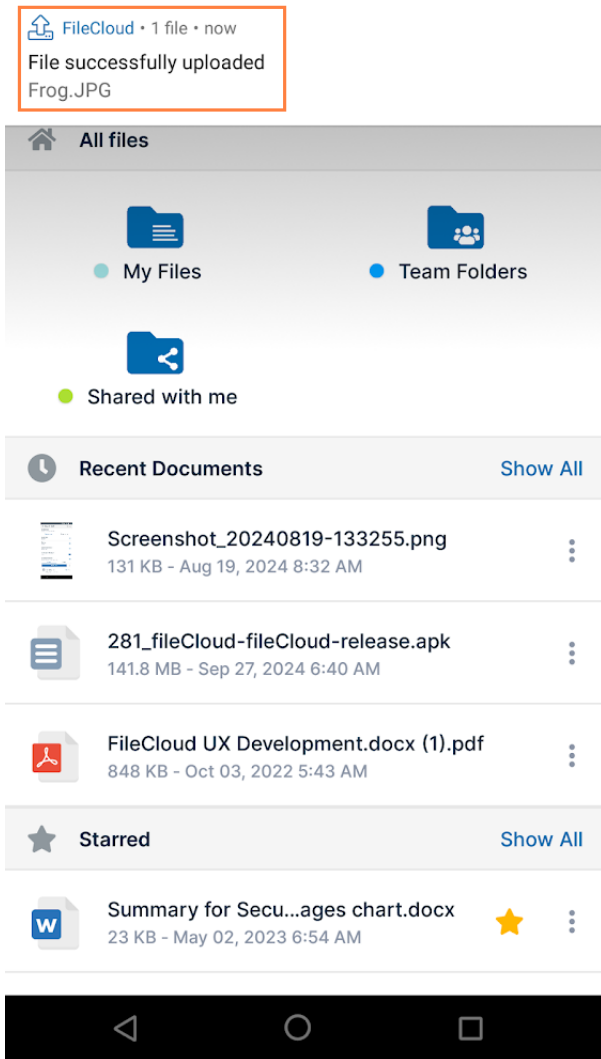 FileCloud • 1 file • now
File successfully uploaded
Frog.JPG
All files
My Files
Team Folders
Shared with me
Recent Documents
Show All
Screenshot_20240819-133255.png
131 KB - Aug 19, 2024 8:32 AM
281_fileCloud-fileCloud-release.apk
141.8 MB - Sep 27, 2024 6:40 AM
FileCloud UX Development.docx (1).pdf
848 KB - Oct 03, 2022 5:43 AM
Starred
Show All
W
Summary for Secu...ages chart.docx
23 KB - May 02, 2023 6:54 AM